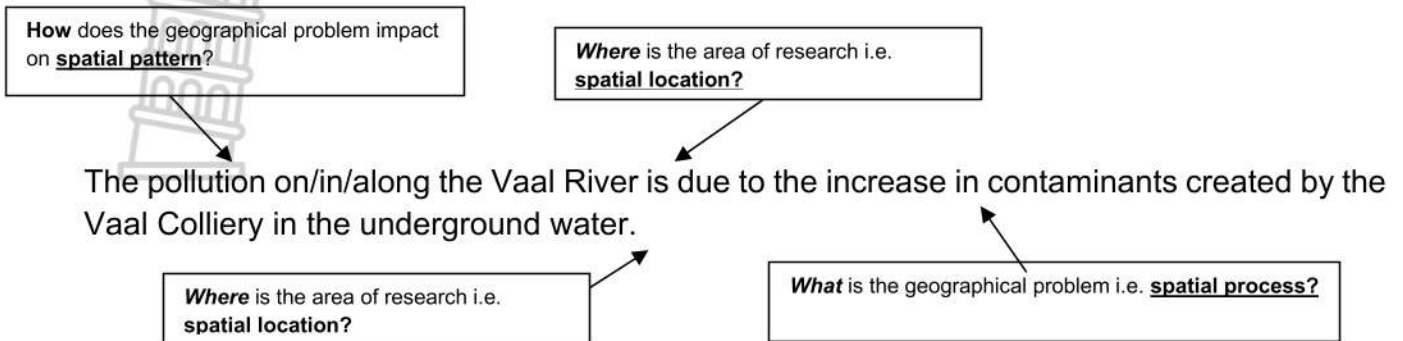 How does the geographical problem impact
on spatial pattern?
Where is the area of research i.e.
spatial location?
The pollution on/in/along the Vaal River is due to the increase in contaminants created by the
Vaal Colliery in the underground water.
Where is the area of research i.e.
spatial location?
What is the geographical problem i.e. spatial process?